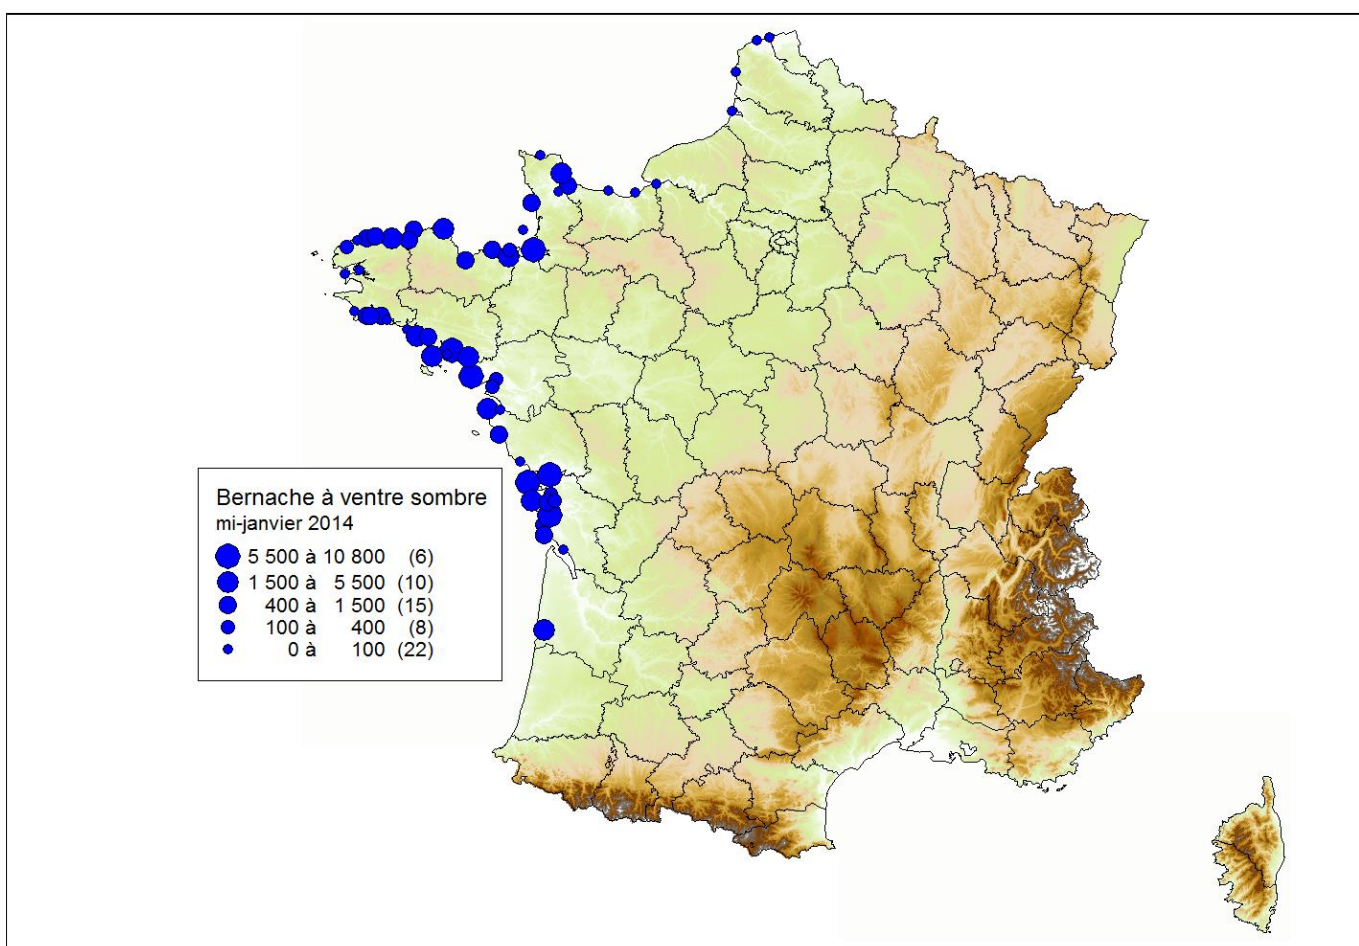 Bernache à ventre sombre
mi-janvier 2014
5 500 à 10 800 (6)
1 500 à 5 500 (10)
400 à 1 500 (15)
100 à 400 (8)
0 à 100 (22)